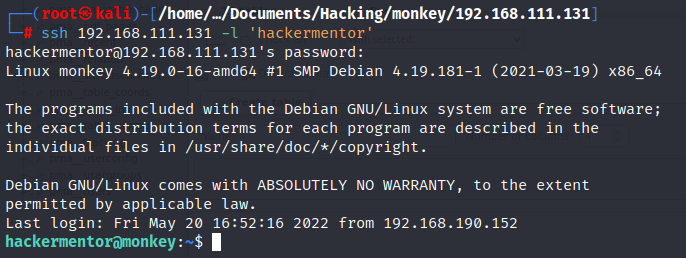 ┌──(root㉿kali)-[/home/…/Documents/Hacking/monkey/192.168.111.131]
└─# ssh 192.168.111.131 -l 'hackermentor'
hackermentor@192.168.111.131's password:
Linux monkey 4.19.0-16-amd64 #1 SMP Debian 4.19.181-1 (2021-03-19) x86_64
The programs included with the Debian GNU/Linux system are free software;
the exact distribution terms for each program are described in the
individual files in /usr/share/doc/*/copyright.
Debian GNU/Linux comes with ABSOLUTELY NO WARRANTY, to the extent
permitted by applicable law.
Last login: Fri May 20 16:52:16 2022 from 192.168.190.152
hackermentor@monkey:~$